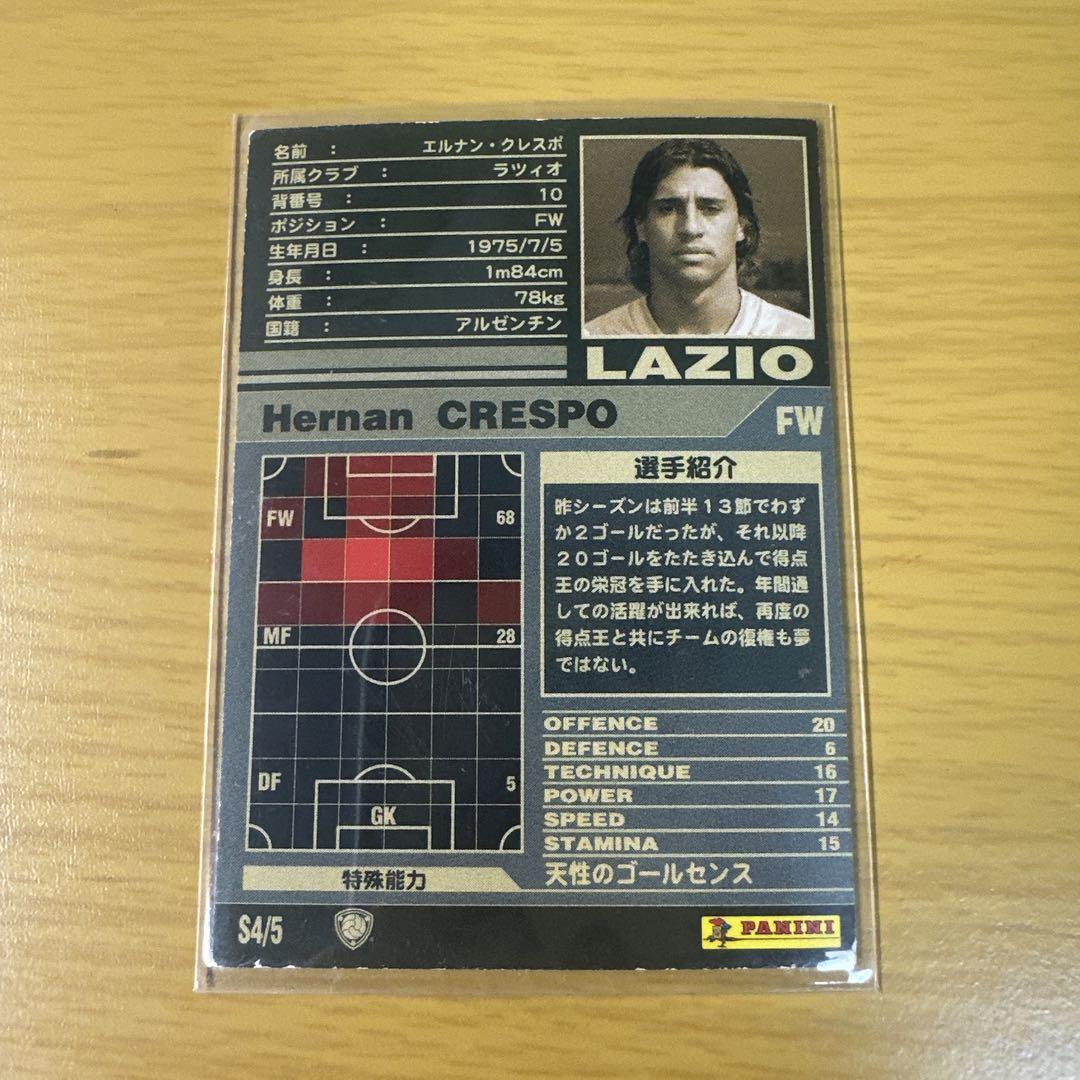 名前 ： エルナン・クレスポ
所属クラブ ： ラツィオ
背番号 ： 10
ポジション ： FW
生年月日 ： 1975/7/5
身長 ： 1m84cm
体重 ： 78kg
国籍 ： アルゼンチン
LAZIO
Hernan CRESPO
FW
FW 68
MF 28
DF 5
GK
選手紹介
昨シーズンは前半１３節でわず
か２ゴールだったが、それ以降
２０ゴールをたたき込んで得点
王の栄冠を手に入れた。年間通
しての活躍が出来れば、再度の
得点王と共にチームの復権も夢
ではない。
OFFENCE 20
DEFENCE 6
TECHNIQUE 16
POWER 17
SPEED 14
STAMINA 15
特殊能力
天性のゴールセンス
S4/5
PANINI